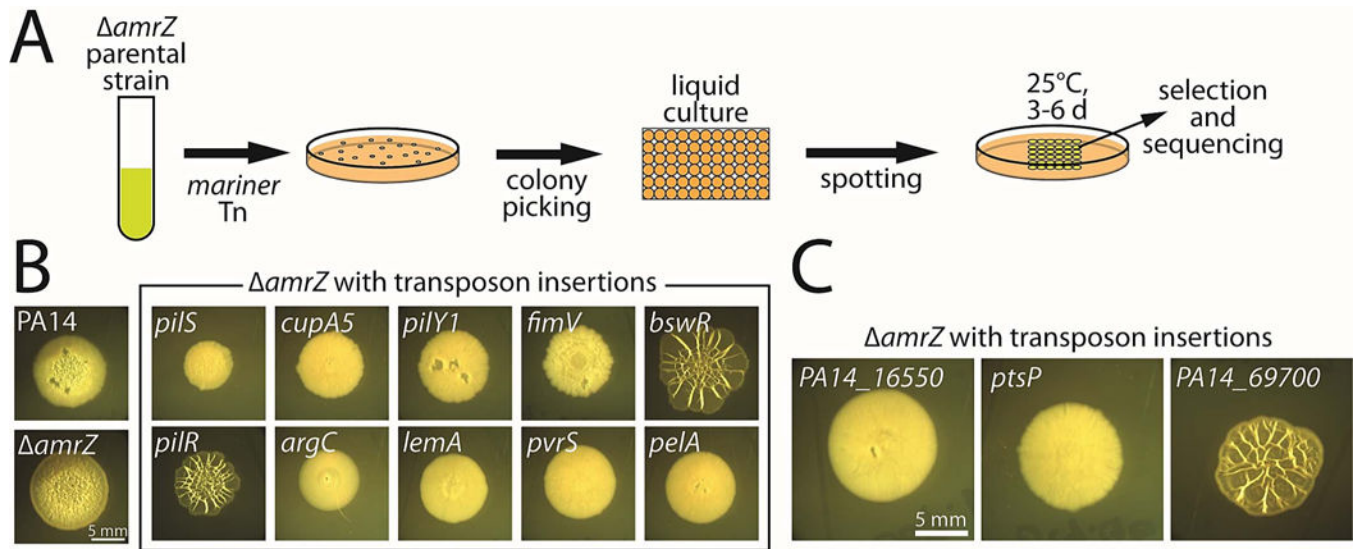 A
ΔamrZ
parental
strain
mariner
Tn
colony
picking
liquid
culture
spotting
25°C,
3-6 d
selection
and
sequencing
B
ΔamrZ with transposon insertions
PA14
pilS
cupA5
pilY1
fimV
bswR
ΔamrZ
5 mm
pilR
argC
lemA
pvrS
pelA
C
ΔamrZ with transposon insertions
PA14_16550
ptsP
PA14_69700
5 mm